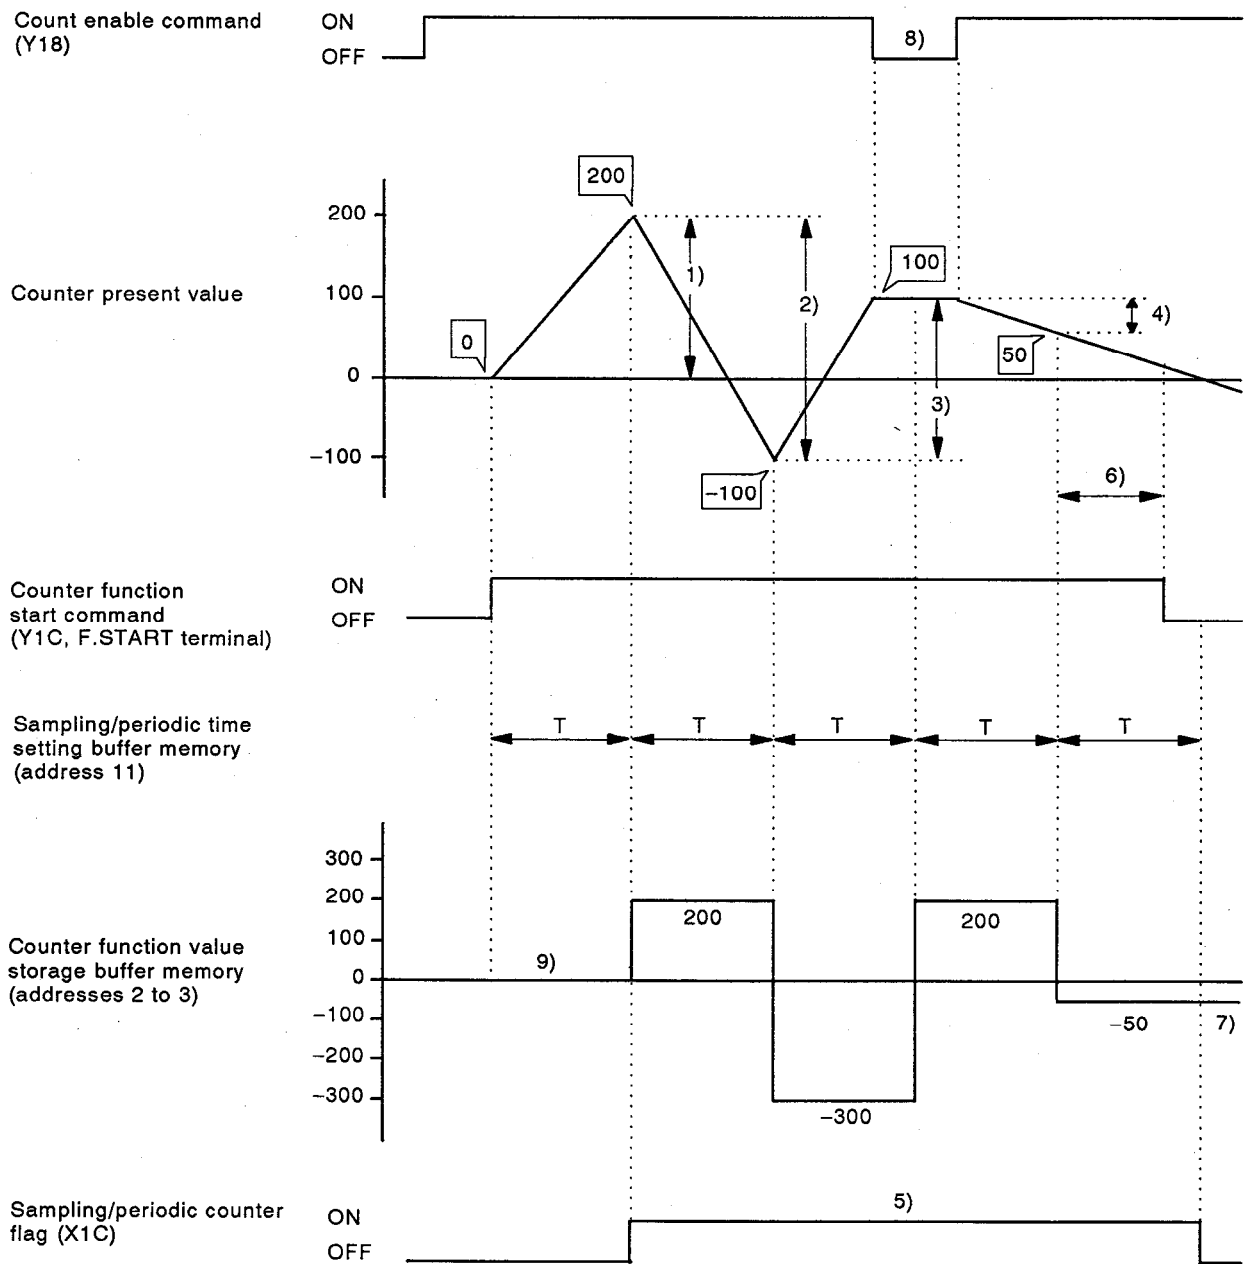 Count enable command
(Y18)
ON
OFF
8)
200
200
1)
100
100
Counter present value
2)
4)
0
50
0
3)
-100
-100
6)
Counter function
start command
(Y1C, F.START terminal)
ON
OFF
Sampling/periodic time
setting buffer memory
(address 11)
T
T
T
T
T
300
200
200
200
100
Counter function value
storage buffer memory
(addresses 2 to 3)
9)
0
-100
-50
7)
-200
-300
-300
Sampling/periodic counter
flag (X1C)
ON
OFF
5)